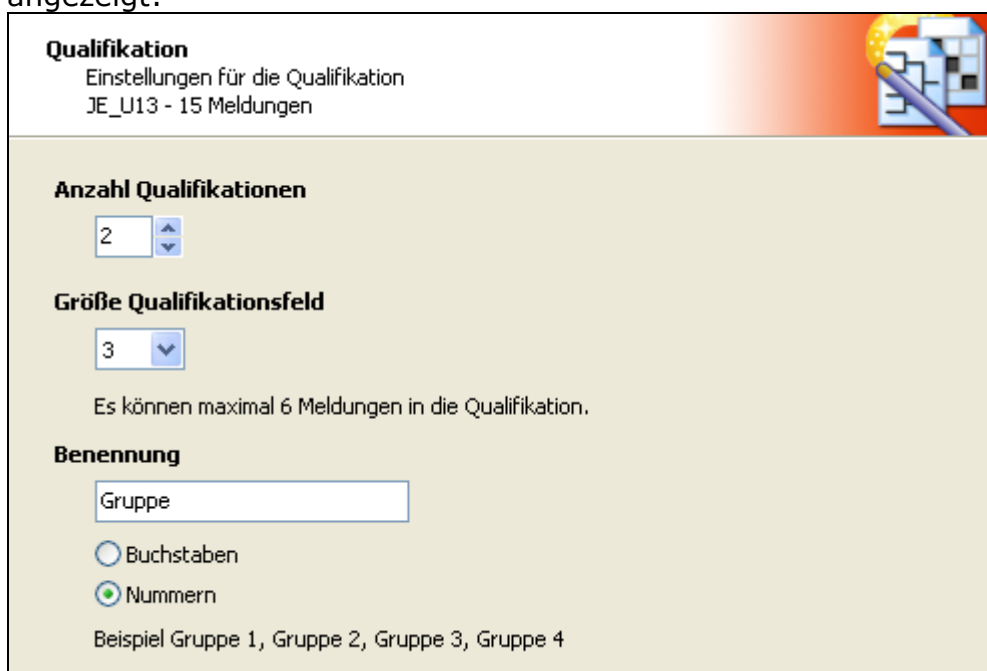 angezeigt:
Qualifikation
Einstellungen für die Qualifikation
JE_U13 - 15 Meldungen
Anzahl Qualifikationen
2
Größe Qualifikationsfeld
3
Es können maximal 6 Meldungen in die Qualifikation.
Benennung
Gruppe
Buchstaben
Nummern
Beispiel Gruppe 1, Gruppe 2, Gruppe 3, Gruppe 4